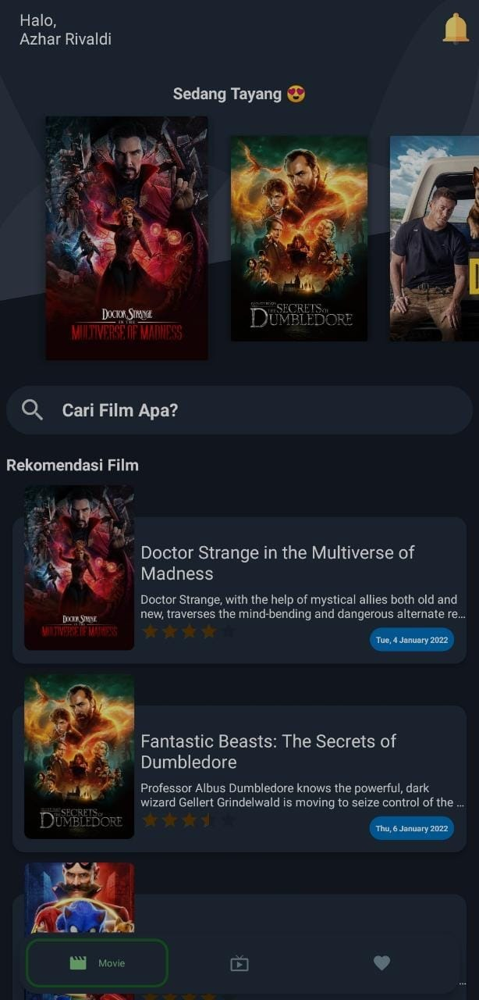 Halo,
Azhar Rivaldi
Sedang Tayang 😍
DOCTOR STRANGE
IN THE
MULTIVERSE OF MADNESS
THE SECRETS OF
DUMBLEDORE
D
Cari Film Apa?
Rekomendasi Film
DOCTOR STRANGE
IN THE
MULTIVERSE OF MADNESS
Doctor Strange in the Multiverse of
Madness
Doctor Strange, with the help of mystical allies both old and
new, traverses the mind-bending and dangerous alternate re…
Tue, 4 January 2022
THE SECRETS OF
DUMBLEDORE
Fantastic Beasts: The Secrets of
Dumbledore
Professor Albus Dumbledore knows the powerful, dark
wizard Gellert Grindelwald is moving to seize control of the …
Thu, 6 January 2022
Movie
…